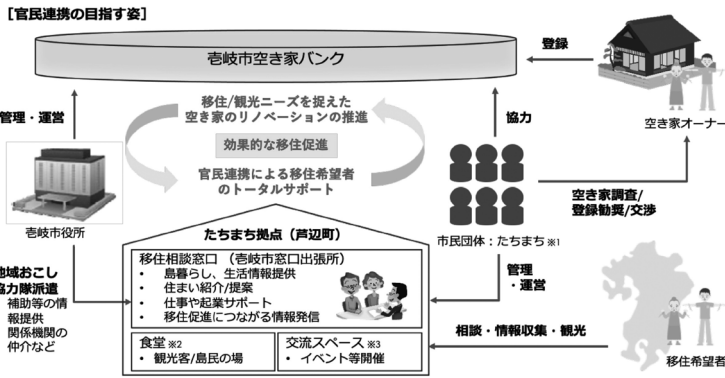 [官民連携の目指す姿]
壱岐市空き家バンク
登録
管理・運営
移住/観光ニーズを捉えた
空き家のリノベーションの推進
効果的な移住促進
官民連携による移住希望者
のトータルサポート
協力
空き家オーナー
壱岐市役所
市民団体：たちまち※1
空き家調査/
登録勧奨/交渉
たちまち拠点（芦辺町）
移住相談窓口 （壱岐市窓口出張所）
• 島暮らし、生活情報提供
• 住まい紹介/提案
• 仕事や起業サポート
• 移住促進につながる情報発信
管理
・運営
地域おこし
協力隊派遣
補助等の情
報提供
関係機関の
仲介など
食堂 ※2
• 観光客/島民の場
交流スペース ※3
• イベント等開催
相談・情報収集・観光
移住希望者